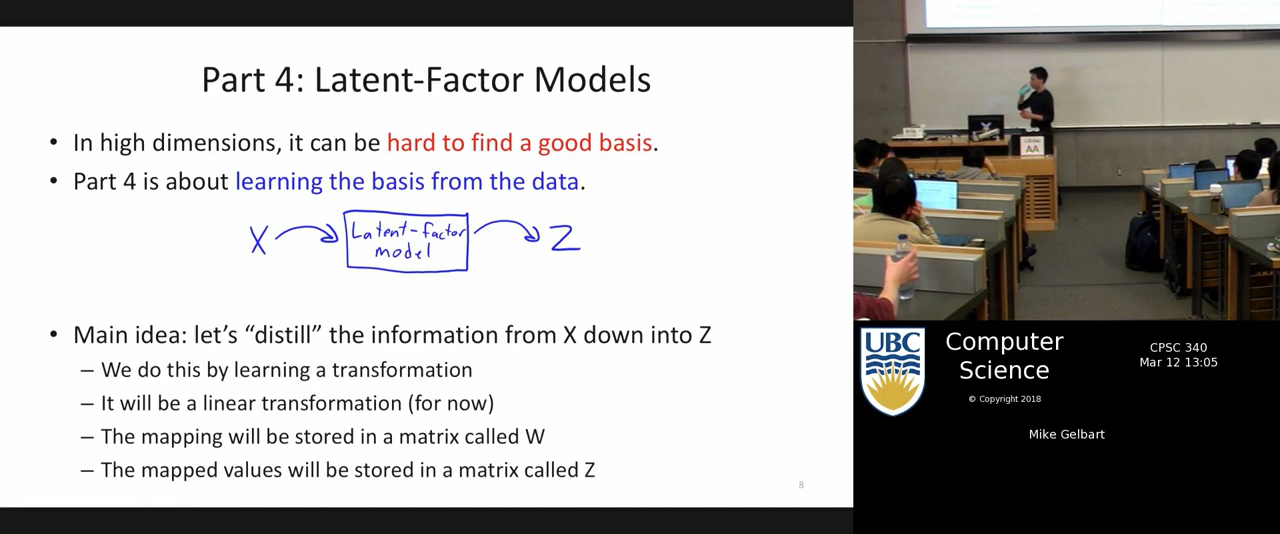 Part 4: Latent-Factor Models
• In high dimensions, it can be hard to find a good basis.
• Part 4 is about learning the basis from the data.
X Latent-factor model Z
• Main idea: let's “distill” the information from X down into Z
– We do this by learning a transformation
– It will be a linear transformation (for now)
– The mapping will be stored in a matrix called W
– The mapped values will be stored in a matrix called Z
8
AA
UBC
Computer
Science
© Copyright 2018
CPSC 340
Mar 12 13:05
Mike Gelbart